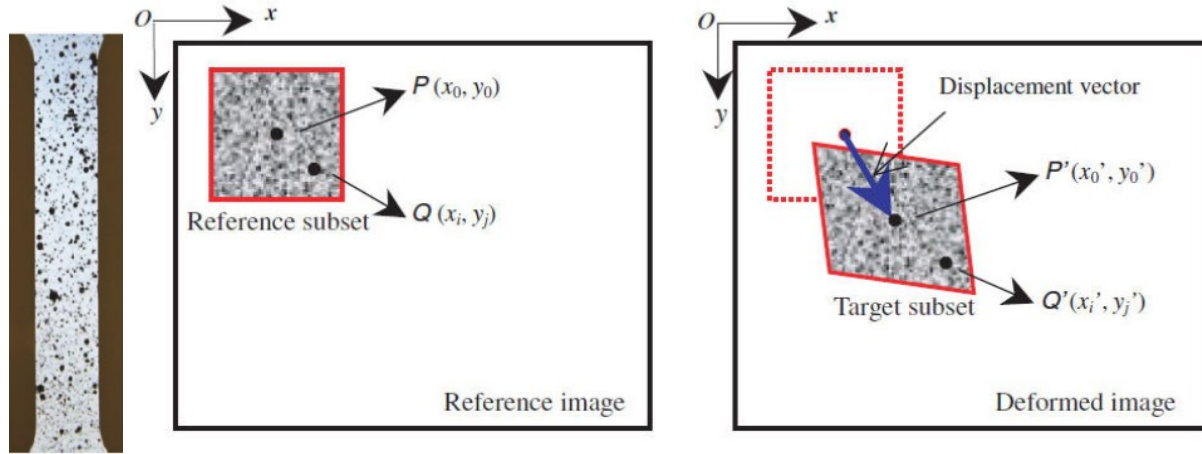 O x
y
P (x₀, y₀)
Q (xᵢ, yⱼ)
Reference subset
Reference image
O x
y
Displacement vector
P’(x₀’, y₀’)
Q’(xᵢ’, yⱼ’)
Target subset
Deformed image